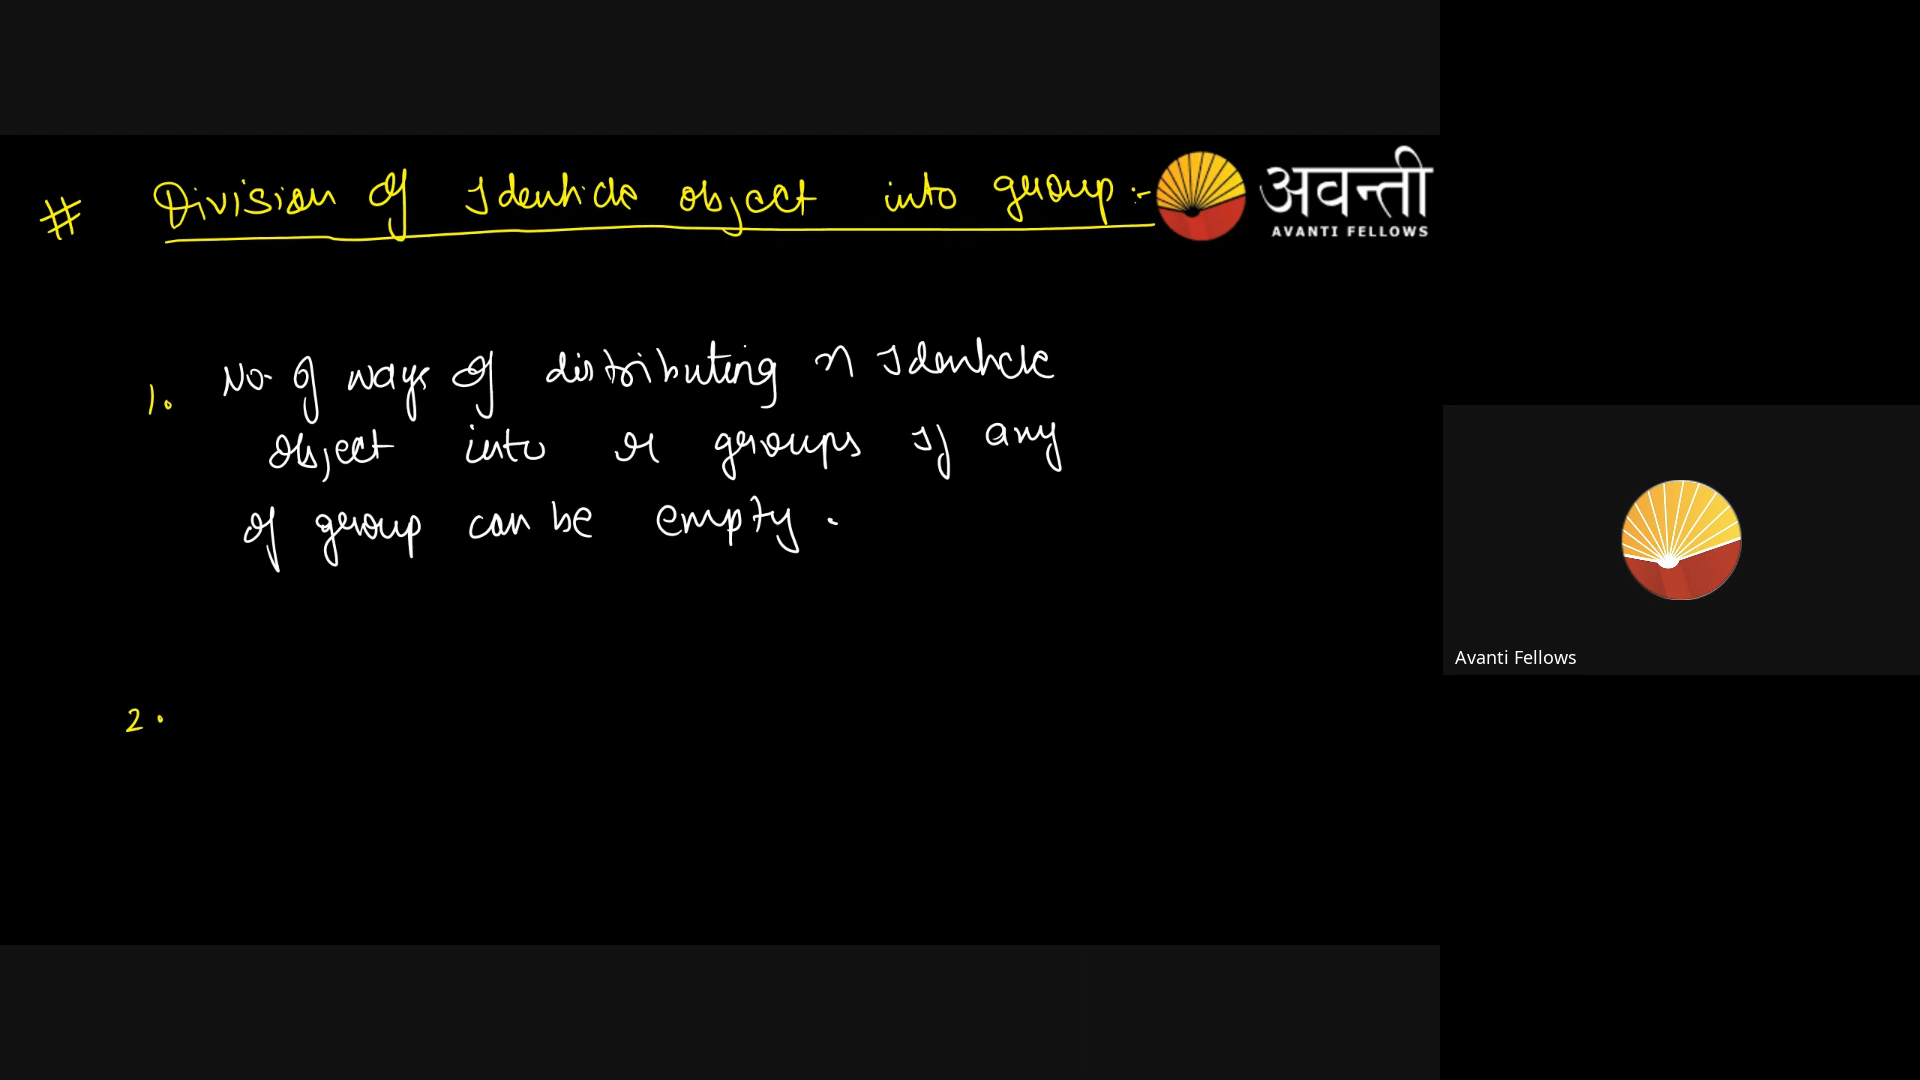 # Division of Identicle object into group :-
अवन्ती
AVANTI FELLOWS
1. No. of ways of distributing n Identicle
object into r groups If any
of group can be empty.
Avanti Fellows
2.